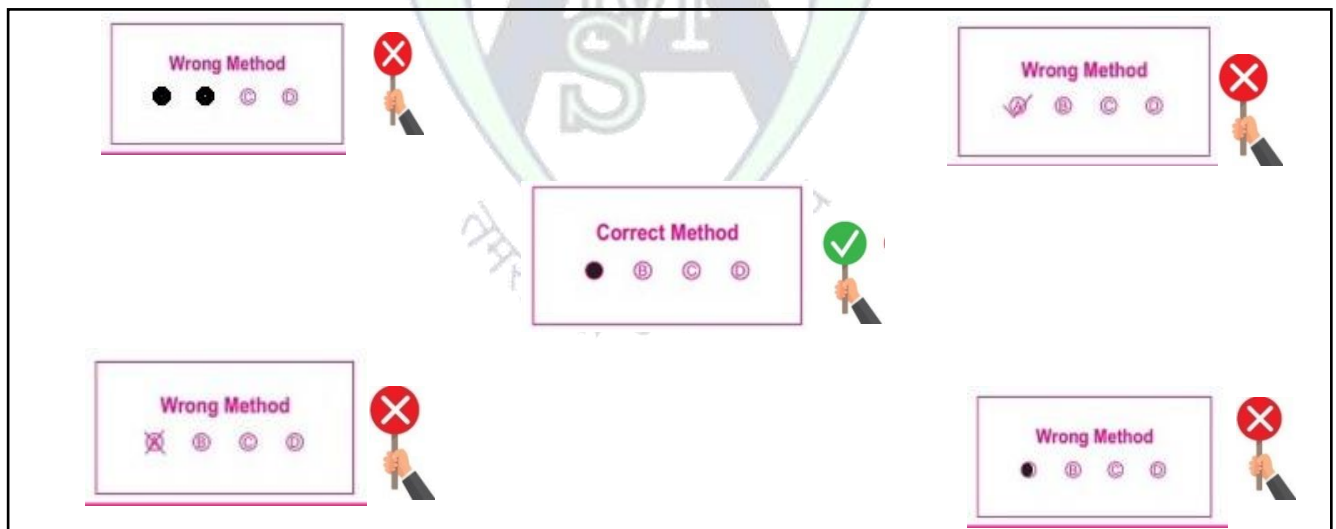 Wrong Method
Ⓒ Ⓓ
Wrong Method
Ⓐ Ⓑ Ⓒ Ⓓ
Correct Method
Ⓑ Ⓒ Ⓓ
Wrong Method
Ⓐ Ⓑ Ⓒ Ⓓ
Wrong Method
Ⓑ Ⓒ Ⓓ
S